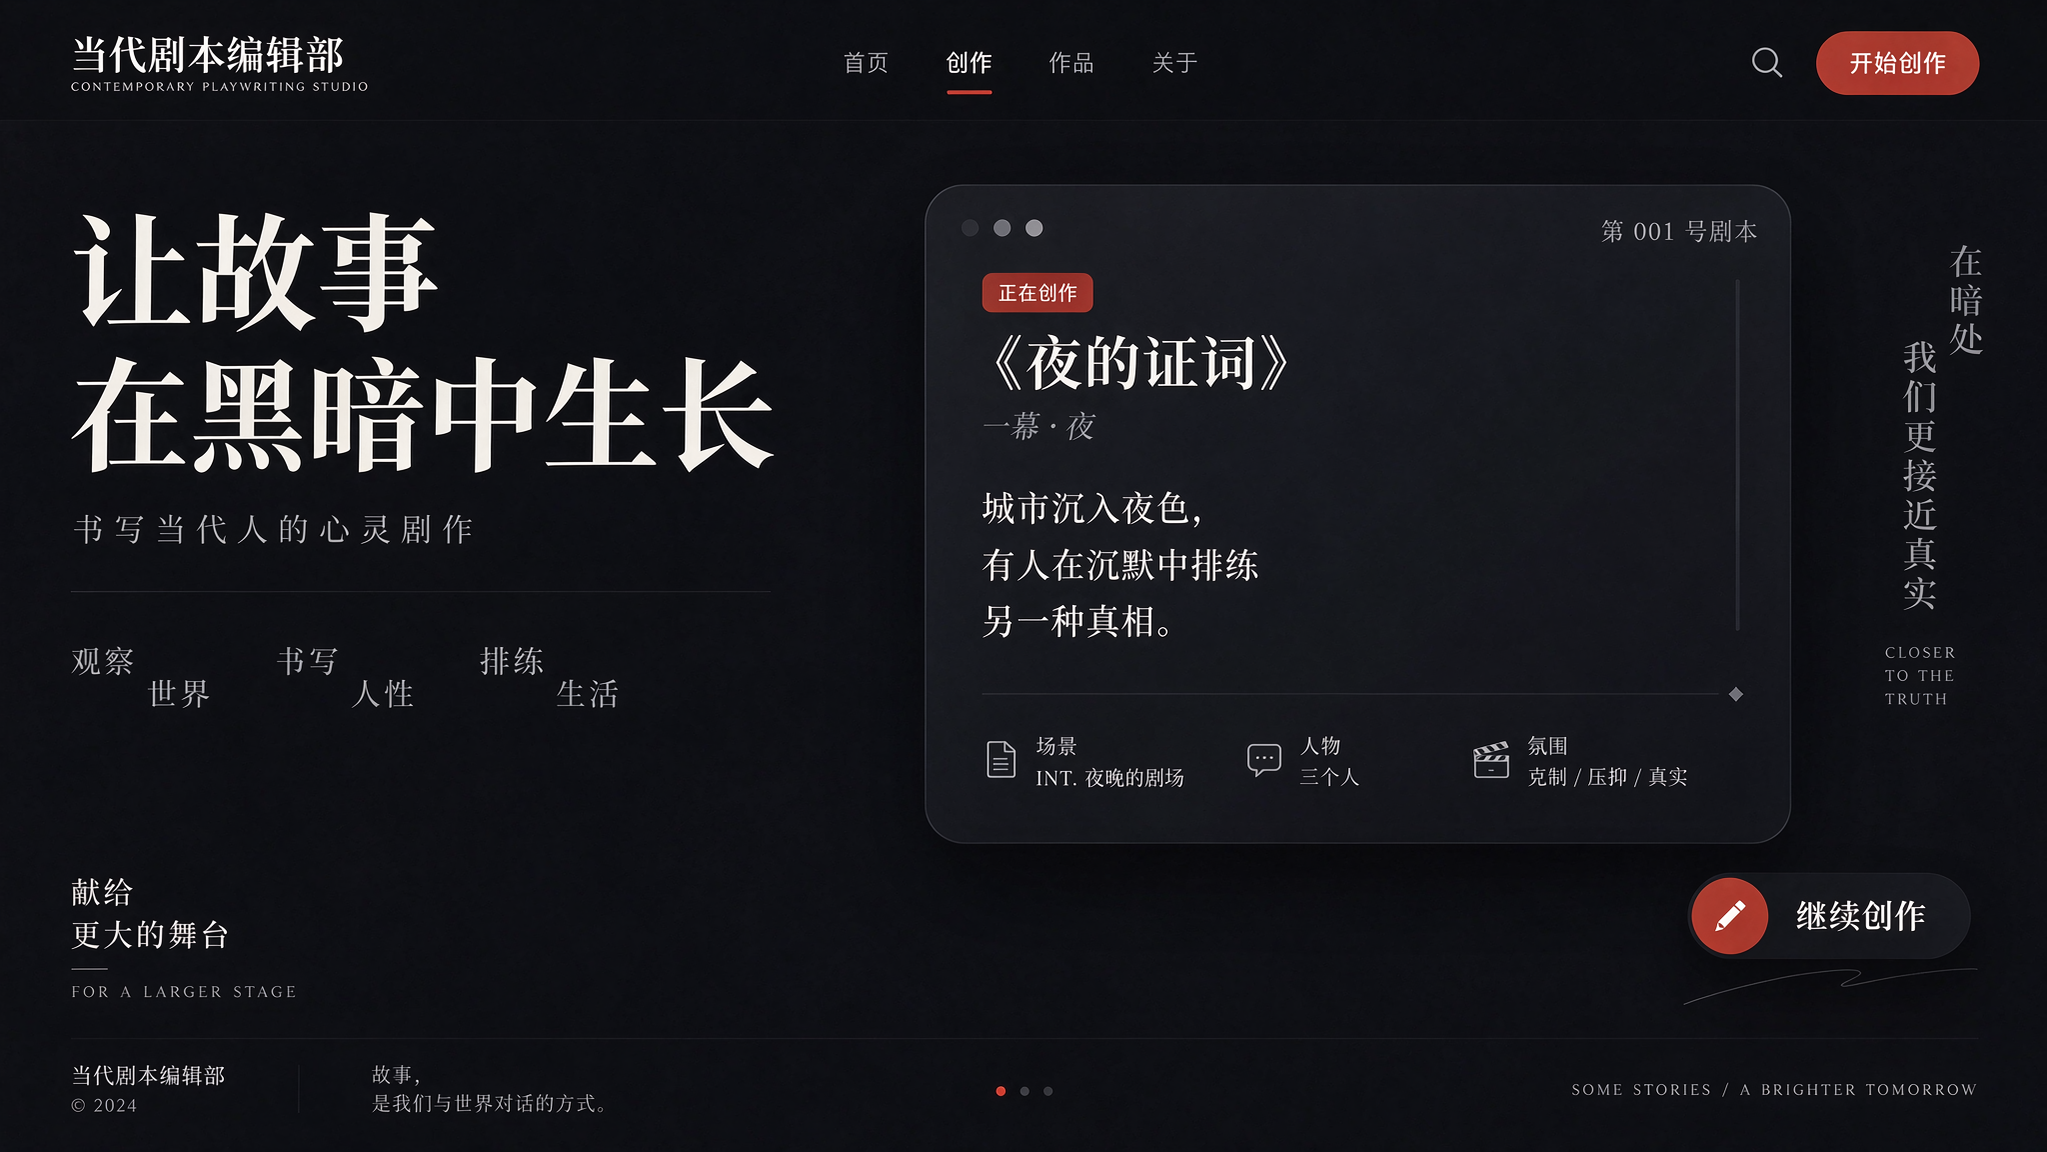 当代剧本编辑部
CONTEMPORARY PLAYWRITING STUDIO
首页
创作
作品
关于
开始创作
让故事
在黑暗中生长
书写当代人的心灵剧作
观察
世界
书写
人性
排练
生活
献给
更大的舞台
FOR A LARGER STAGE
第 001 号剧本
正在创作
《夜的证词》
一幕 · 夜
城市沉入夜色，
有人在沉默中排练
另一种真相。
场景
INT. 夜晚的剧场
人物
三个人
氛围
克制 / 压抑 / 真实
在暗处
我们更接近真实
CLOSER
TO THE
TRUTH
继续创作
当代剧本编辑部
© 2024
故事，
是我们与世界对话的方式。
SOME STORIES / A BRIGHTER TOMORROW